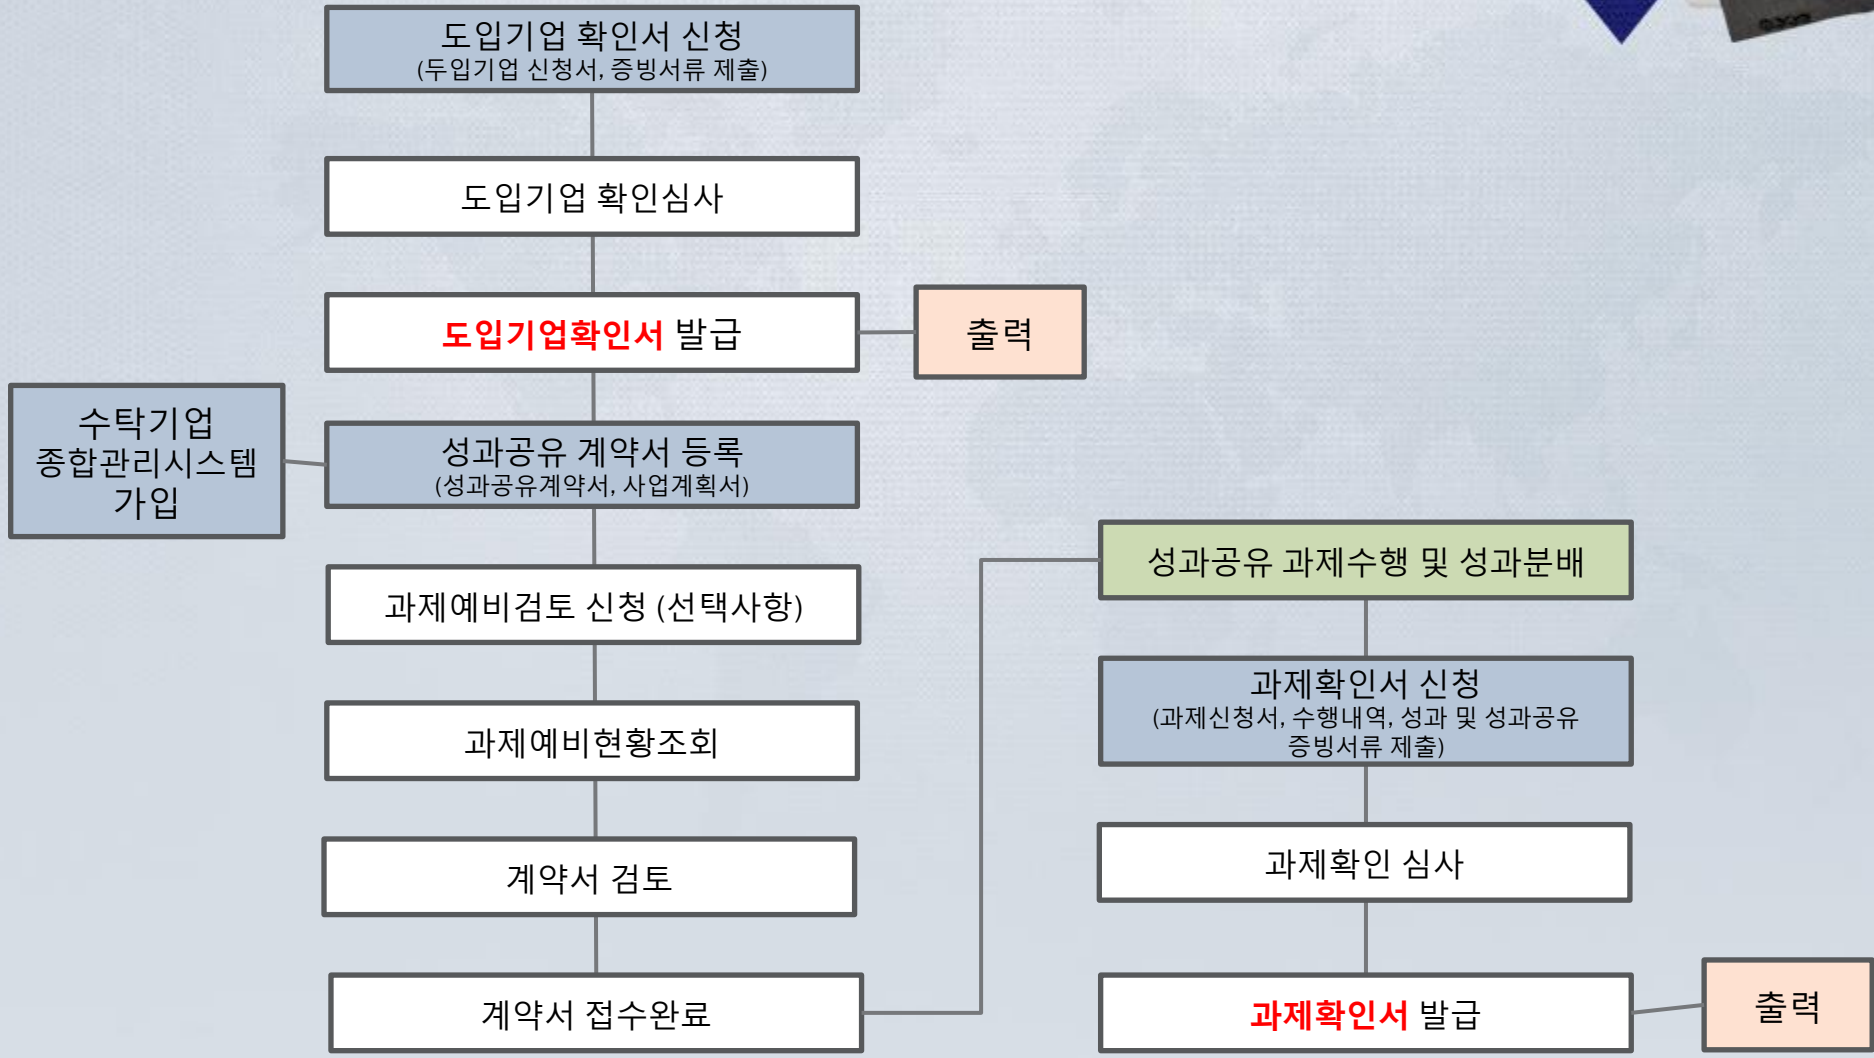 도입기업 확인서 신청
(두입기업 신청서, 증빙서류 제출)
도입기업 확인심사
도입기업확인서 발급
출력
수탁기업
종합관리시스템
가입
성과공유 계약서 등록
(성과공유계약서, 사업계획서)
과제예비검토 신청 (선택사항)
과제예비현황조회
계약서 검토
계약서 접수완료
성과공유 과제수행 및 성과분배
과제확인서 신청
(과제신청서, 수행내역, 성과 및 성과공유
증빙서류 제출)
과제확인 심사
과제확인서 발급
출력